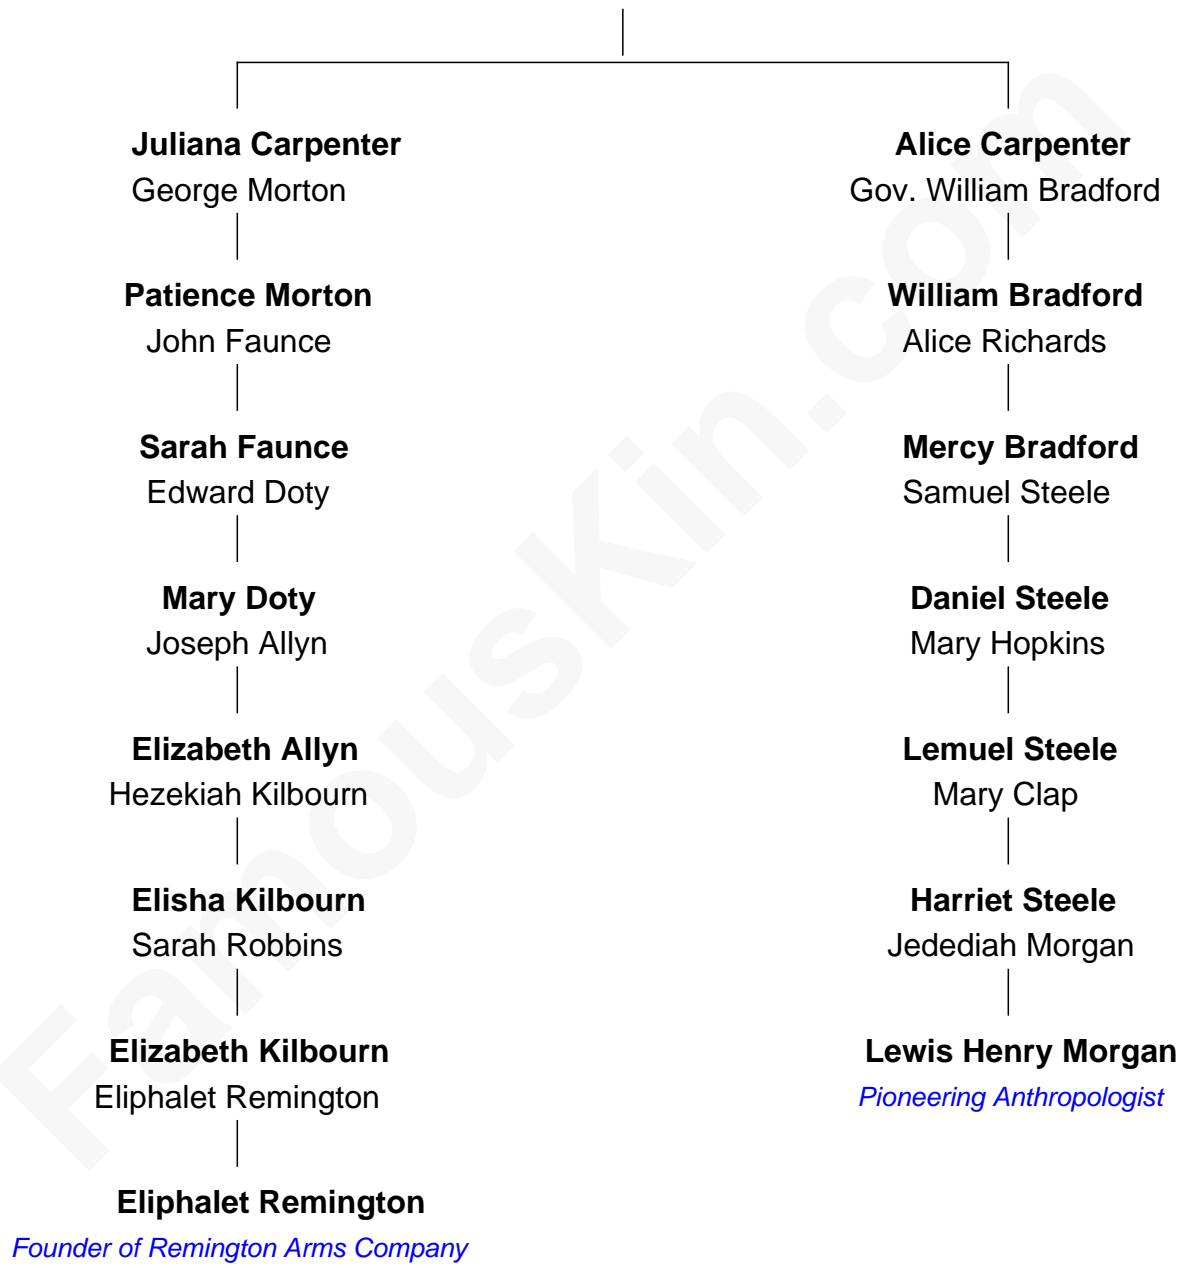 Juliana Carpenter
George Morton
Patience Morton
John Faunce
Sarah Faunce
Edward Doty
Mary Doty
Joseph Allyn
Elizabeth Allyn
Hezekiah Kilbourn
Elisha Kilbourn
Sarah Robbins
Elizabeth Kilbourn
Eliphalet Remington
Eliphalet Remington
Founder of Remington Arms Company
Alice Carpenter
Gov. William Bradford
William Bradford
Alice Richards
Mercy Bradford
Samuel Steele
Daniel Steele
Mary Hopkins
Lemuel Steele
Mary Clap
Harriet Steele
Jedediah Morgan
Lewis Henry Morgan
Pioneering Anthropologist
FamousKin.com